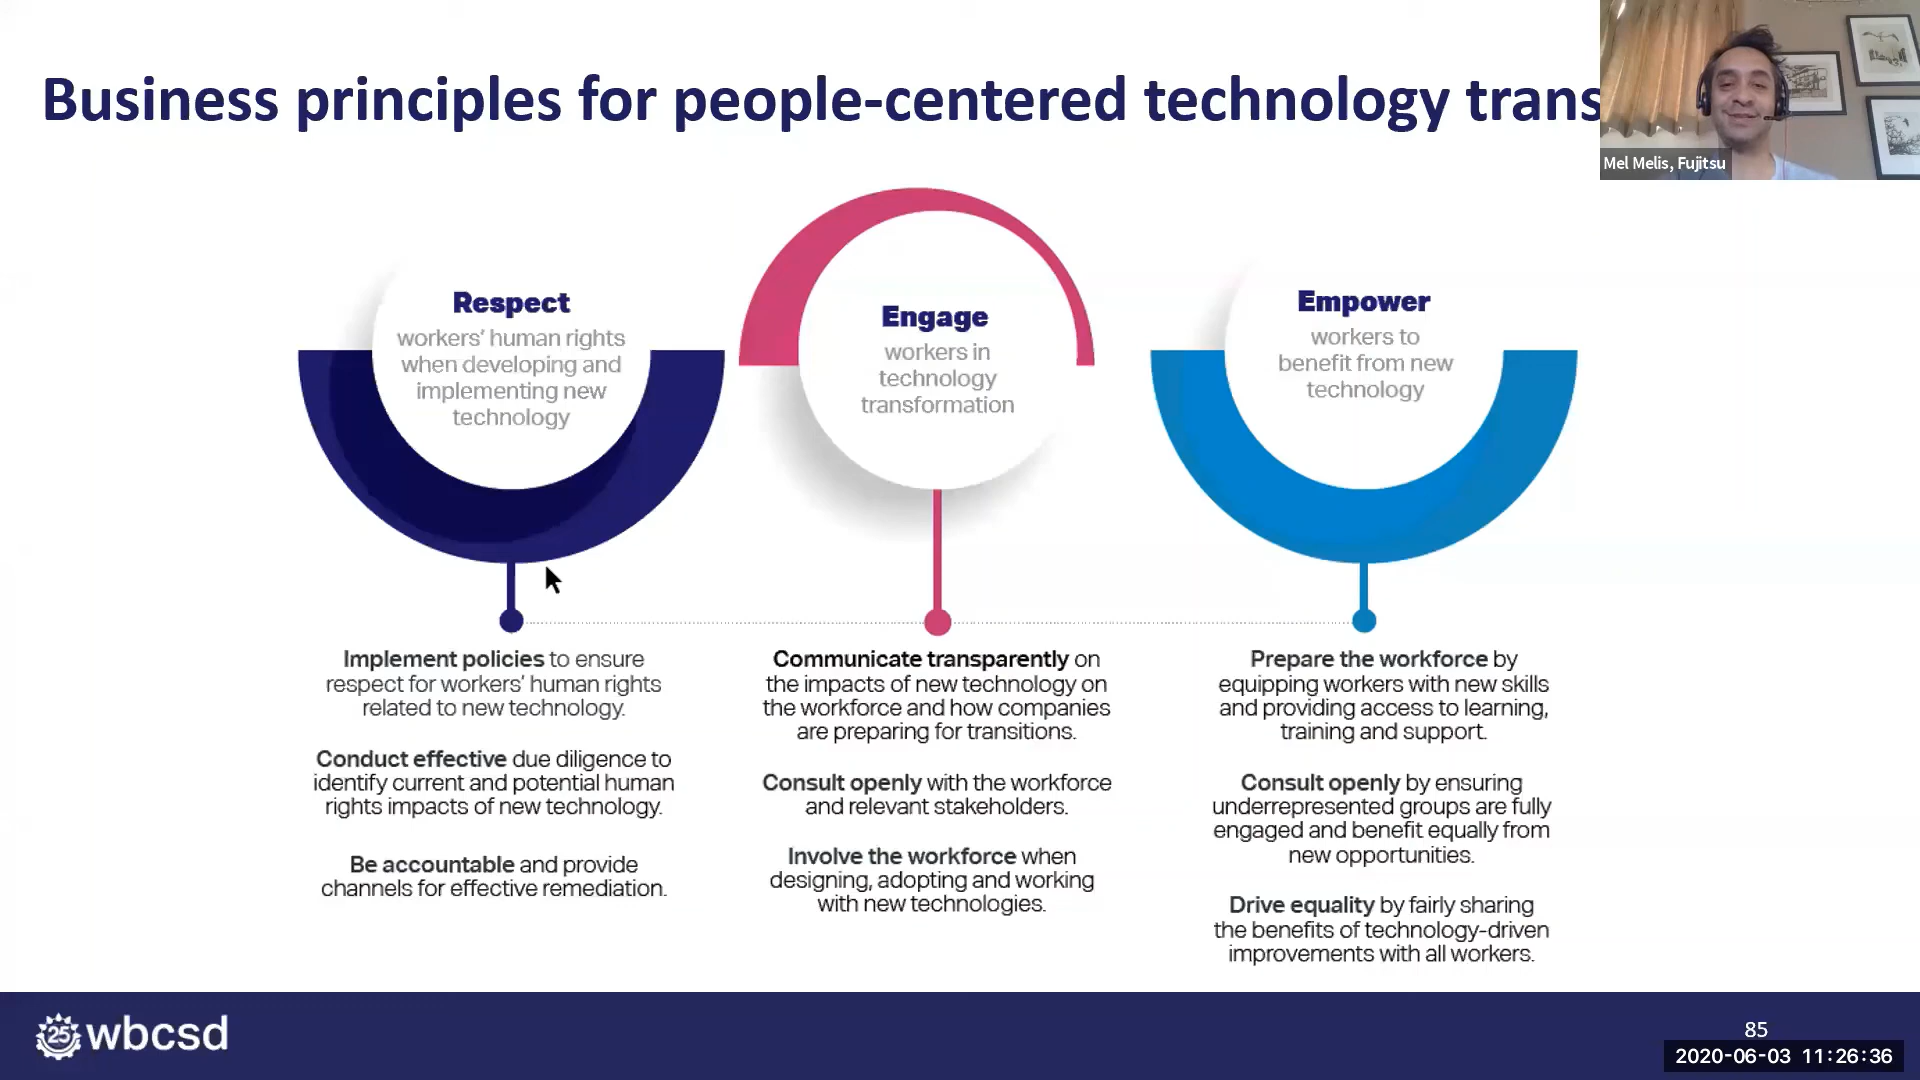 Business principles for people-centered technology trans
Mel Melis, Fujitsu
Respect
workers' human rights
when developing and
implementing new
technology
Engage
workers in
technology
transformation
Empower
workers to
benefit from new
technology
Implement policies to ensure
respect for workers' human rights
related to new technology.
Conduct effective due diligence to
identify current and potential human
rights impacts of new technology.
Be accountable and provide
channels for effective remediation.
Communicate transparently on
the impacts of new technology on
the workforce and how companies
are preparing for transitions.
Consult openly with the workforce
and relevant stakeholders.
Involve the workforce when
designing, adopting and working
with new technologies.
Prepare the workforce by
equipping workers with new skills
and providing access to learning,
training and support.
Consult openly by ensuring
underrepresented groups are fully
engaged and benefit equally from
new opportunities.
Drive equality by fairly sharing
the benefits of technology-driven
improvements with all workers.
25 wbcsd
85
2020-06-03 11:26:36